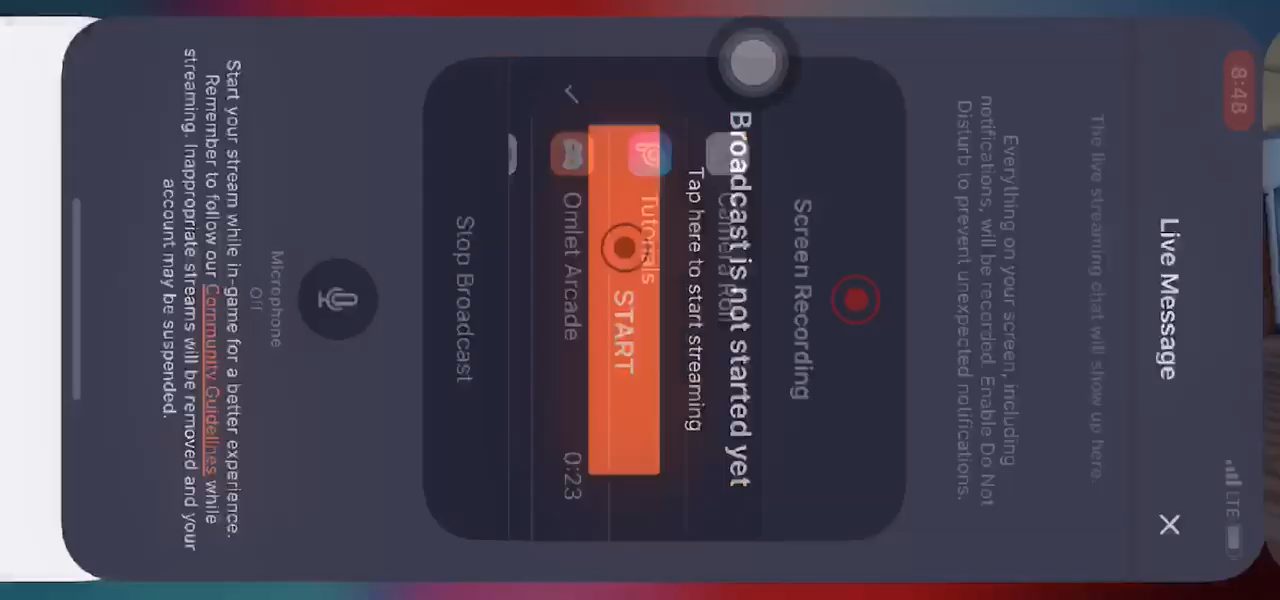 8:48
LTE
Live Message
The live streaming chat will show up here.
Everything on your screen, including
notifications, will be recorded. Enable Do Not
Disturb to prevent unexpected notifications.
Screen Recording
Broadcast is not started yet
Camera Roll
Tap here to start streaming
Tutorials
START
Omlet Arcade
0:23
Stop Broadcast
Microphone
Off
Start your stream while in-game for a better experience.
Remember to follow our Community Guidelines while
streaming. Inappropriate streams will be removed and your
account may be suspended.